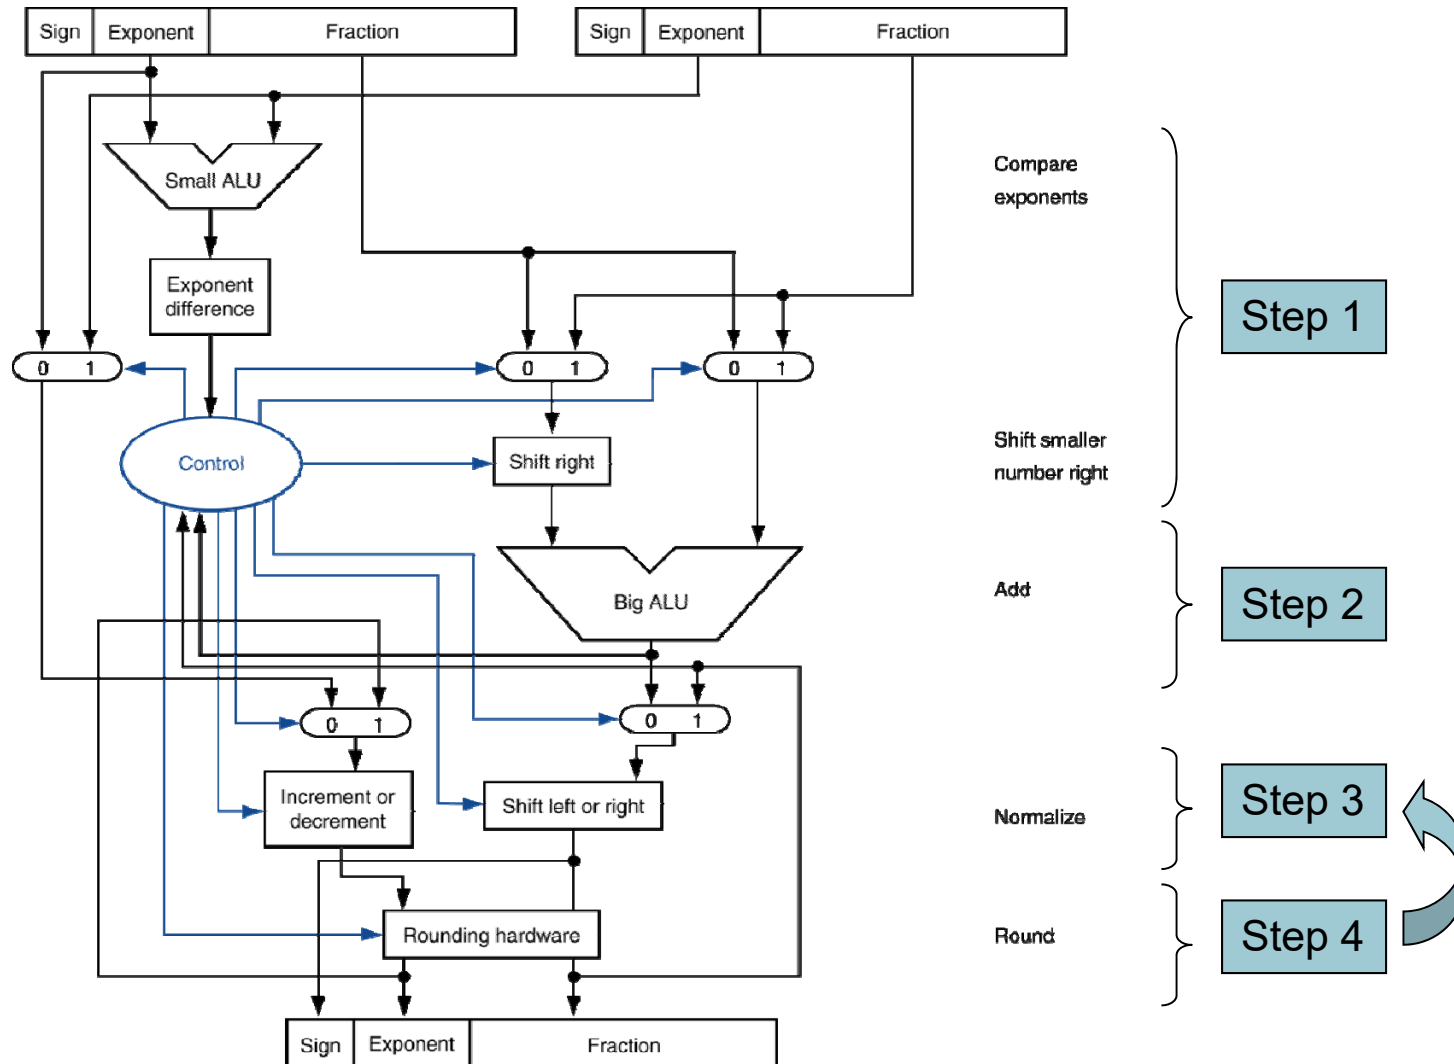 Sign Exponent Fraction Sign Exponent Fraction
Small ALU
Compare
exponents
Exponent
difference
Step 1
0 1 0 1 0 1
Control
Shift right
Shift smaller
number right
Big ALU
Add
Step 2
0 1 0 1
Increment or
decrement
Shift left or right
Normalize
Step 3
Rounding hardware
Round
Step 4
Sign Exponent Fraction